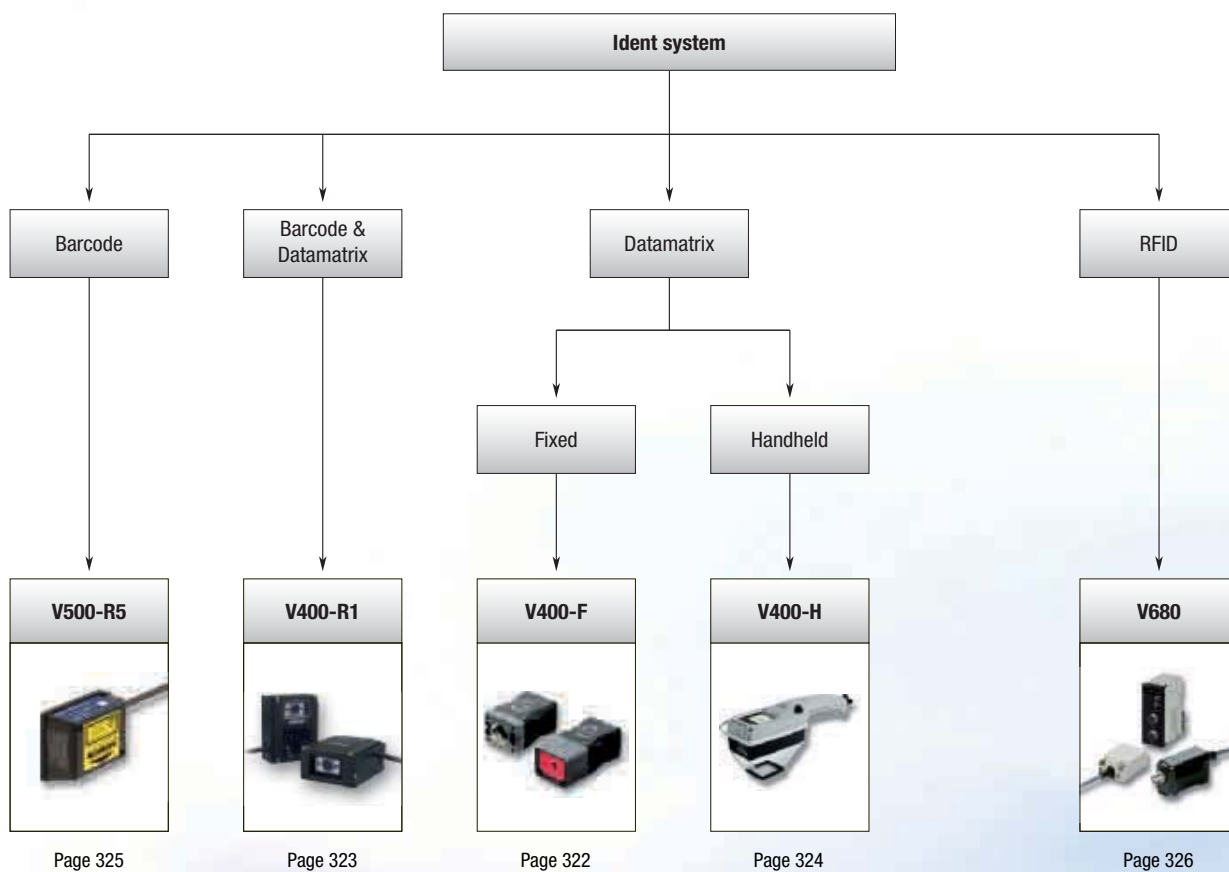 Ident system
Barcode
Barcode &
Datamatrix
Datamatrix
RFID
Fixed
Handheld
V500-R5
V400-R1
V400-F
V400-H
V680
Page 325
Page 323
Page 322
Page 324
Page 326